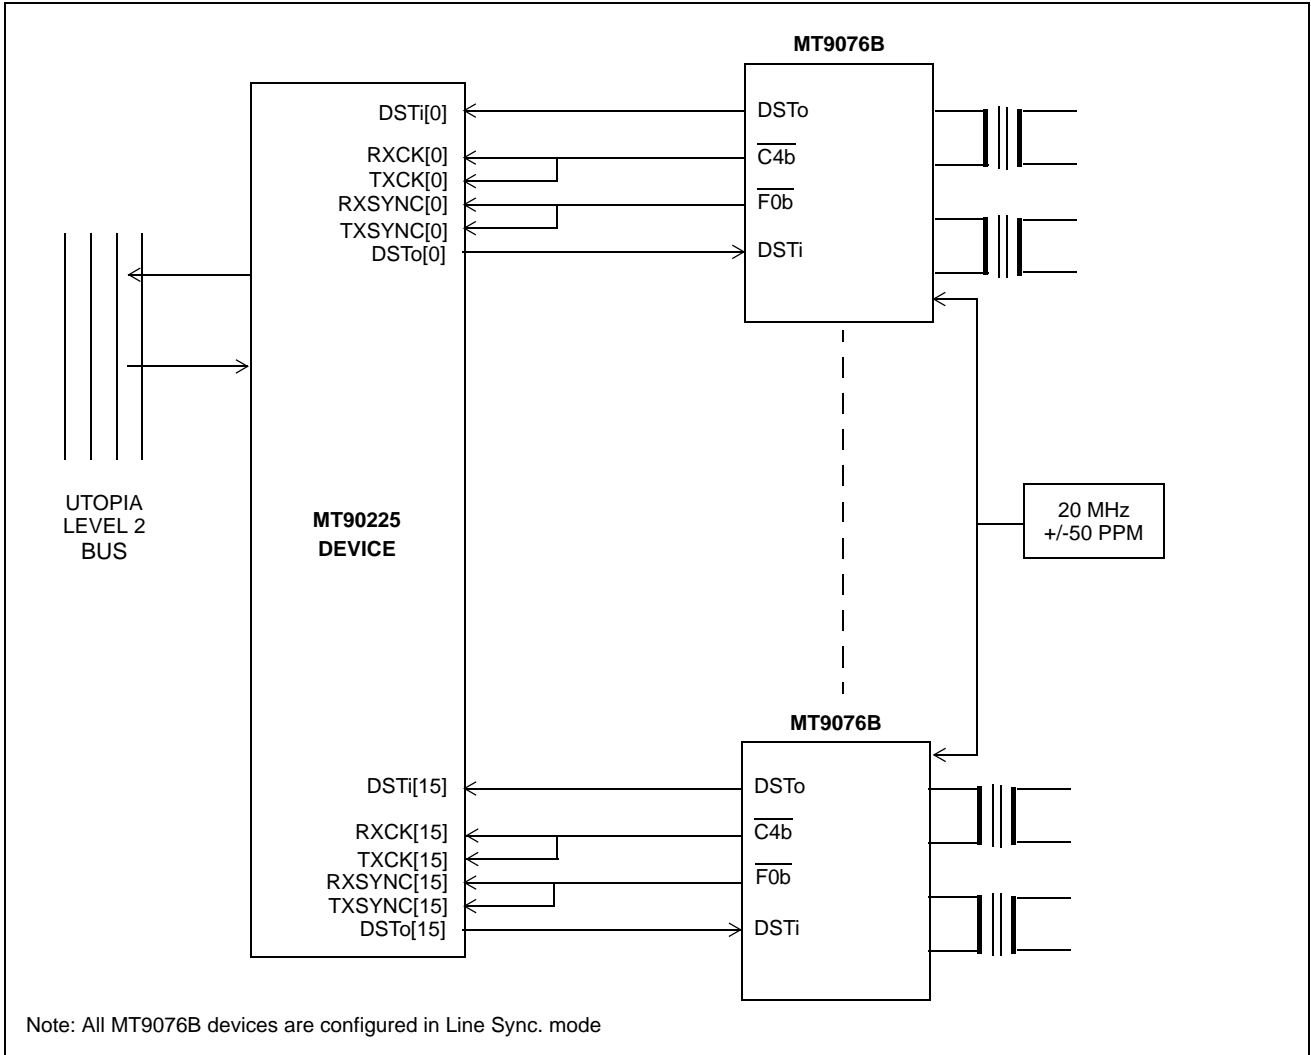 MT9076B
DSTi[0]
RXCK[0]
TXCK[0]
RXSYNC[0]
TXSYNC[0]
DSTo[0]
DSTo
C4b
F0b
DSTi
UTOPIA
LEVEL 2
BUS
MT90225
DEVICE
20 MHz
+/-50 PPM
MT9076B
DSTi[15]
RXCK[15]
TXCK[15]
RXSYNC[15]
TXSYNC[15]
DSTo[15]
DSTo
C4b
F0b
DSTi
Note: All MT9076B devices are configured in Line Sync. mode